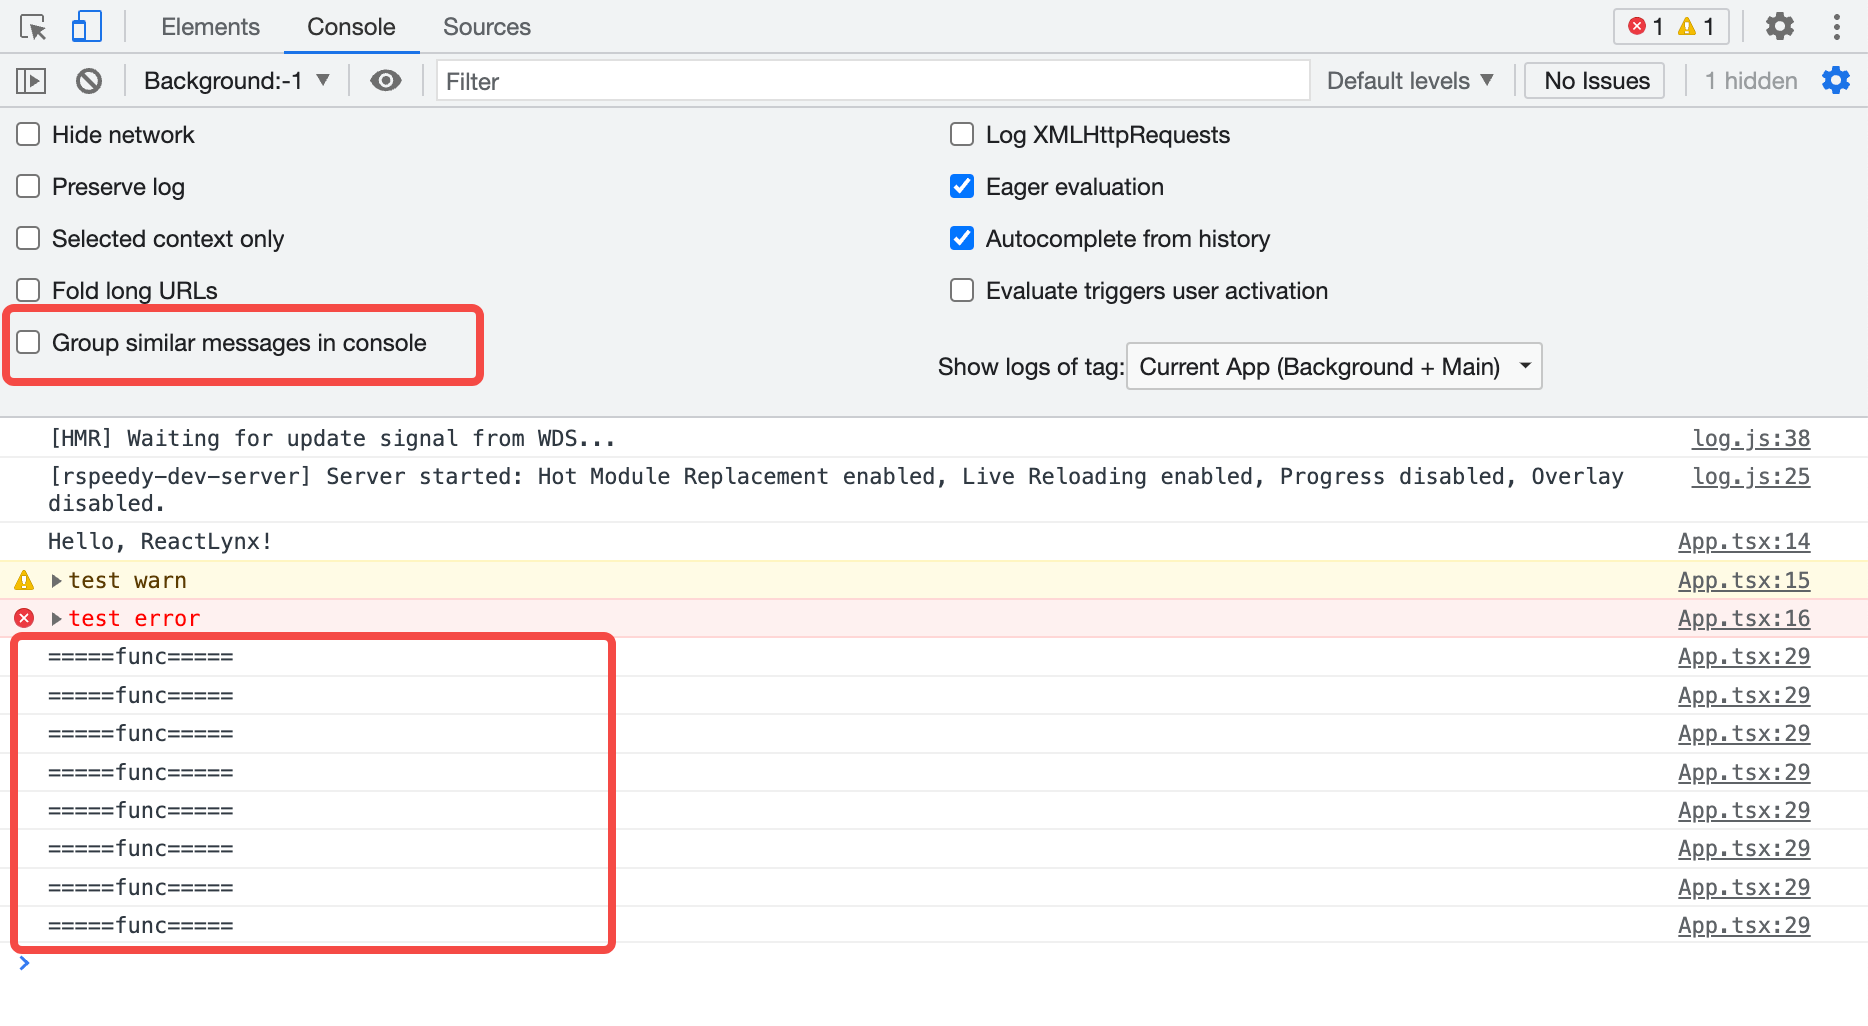 Elements Console Sources 1 1
Background:-1 Filter Default levels No Issues 1 hidden
Hide network
Log XMLHttpRequests
Preserve log
Eager evaluation
Selected context only
Autocomplete from history
Fold long URLs
Evaluate triggers user activation
Group similar messages in console
Show logs of tag: Current App (Background + Main)
[HMR] Waiting for update signal from WDS... log.js:38
[rspeedy-dev-server] Server started: Hot Module Replacement enabled, Live Reloading enabled, Progress disabled, Overlay log.js:25
disabled.
Hello, ReactLynx! App.tsx:14
test warn App.tsx:15
test error App.tsx:16
=====func===== App.tsx:29
=====func===== App.tsx:29
=====func===== App.tsx:29
=====func===== App.tsx:29
=====func===== App.tsx:29
=====func===== App.tsx:29
=====func===== App.tsx:29
=====func===== App.tsx:29